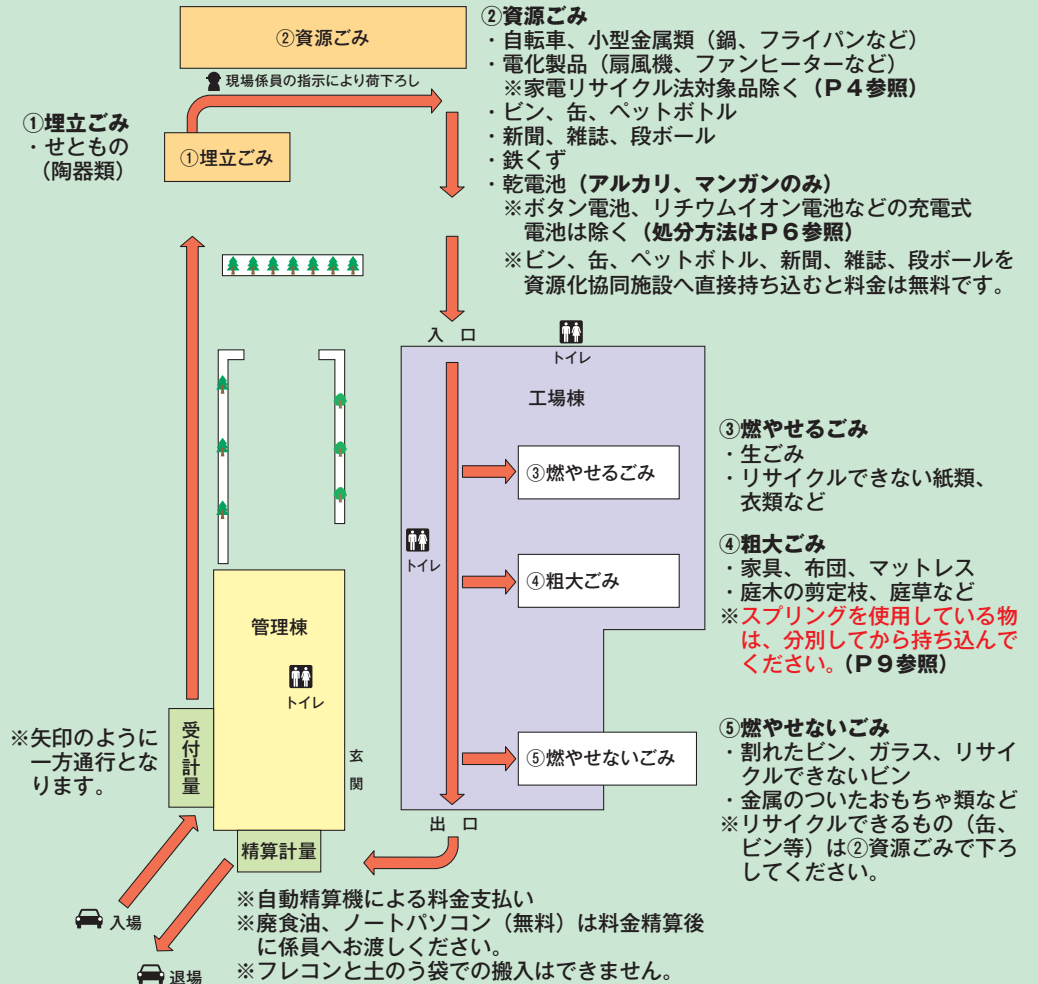 ②資源ごみ
現場係員の指示により荷下ろし
①埋立ごみ
・せともの
（陶器類）
①埋立ごみ
②資源ごみ
・自転車、小型金属類（鍋、フライパンなど）
・電化製品（扇風機、ファンヒーターなど）
※家電リサイクル法対象品除く（P４参照）
・ビン、缶、ペットボトル
・新聞、雑誌、段ボール
・鉄くず
・乾電池（アルカリ、マンガンのみ）
※ボタン電池、リチウムイオン電池などの充電式
電池は除く（処分方法はP６参照）
※ビン、缶、ペットボトル、新聞、雑誌、段ボールを
資源化協同施設へ直接持ち込むと料金は無料です。
入　口
トイレ
工場棟
③燃やせるごみ
トイレ
④粗大ごみ
⑤燃やせないごみ
出　口
③燃やせるごみ
・生ごみ
・リサイクルできない紙類、
衣類など
④粗大ごみ
・家具、布団、マットレス
・庭木の剪定枝、庭草など
※スプリングを使用している物
は、分別してから持ち込んで
ください。（P９参照）
⑤燃やせないごみ
・割れたビン、ガラス、リサイ
クルできないビン
・金属のついたおもちゃ類など
※リサイクルできるもの（缶、
ビン等）は②資源ごみで下ろ
してください。
管理棟
トイレ
玄関
受付計量
精算計量
※矢印のように
一方通行とな
ります。
入場
退場
※自動精算機による料金支払い
※廃食油、ノートパソコン（無料）は料金精算後
に係員へお渡しください。
※フレコンと土のう袋での搬入はできません。